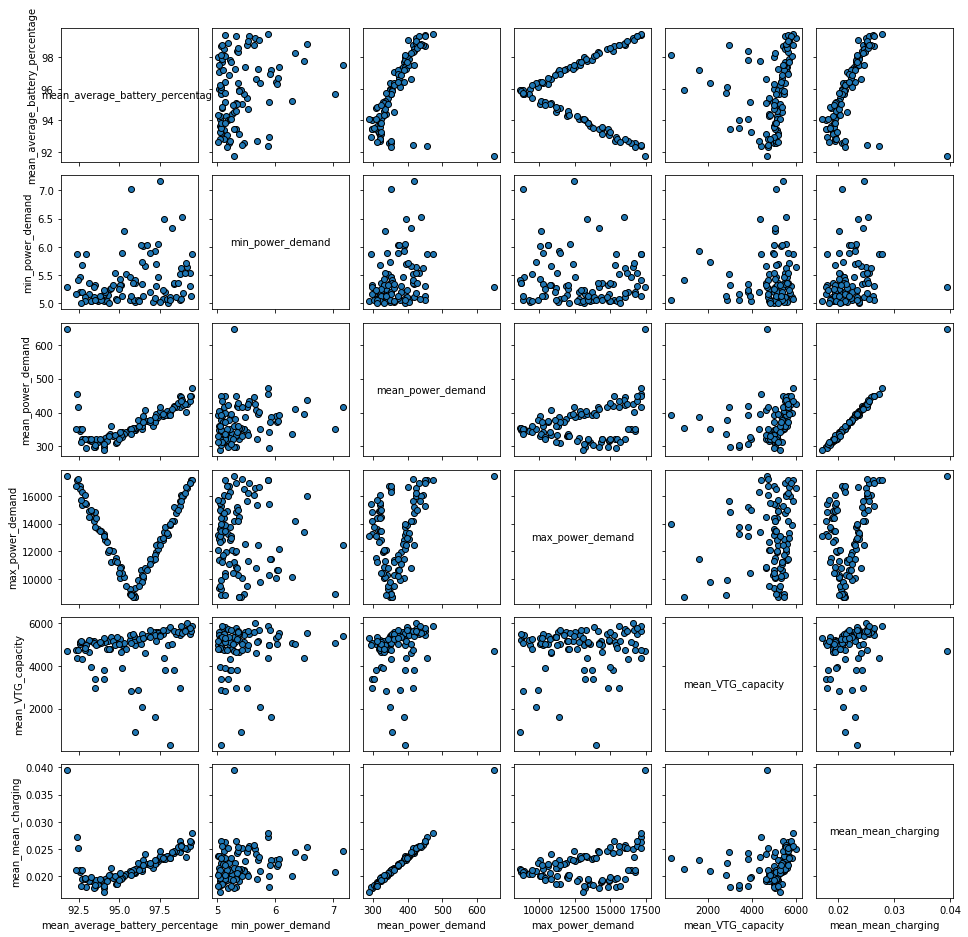 mean_average_battery_percentage
98
96
94
92
mean_average_battery_percentag
min_power_demand
7.0
6.5
6.0
5.5
5.0
min_power_demand
mean_power_demand
600
500
400
300
mean_power_demand
max_power_demand
16000
14000
12000
10000
max_power_demand
mean_VTG_capacity
6000
4000
2000
mean_VTG_capacity
mean_mean_charging
0.040
0.035
0.030
0.025
0.020
mean_mean_charging
92.5 95.0 97.5
5 6 7
300 400 500 600
10000 12500 15000 17500
2000 4000 6000
0.02 0.03 0.04
mean_average_battery_percentage
min_power_demand
mean_power_demand
max_power_demand
mean_VTG_capacity
mean_mean_charging